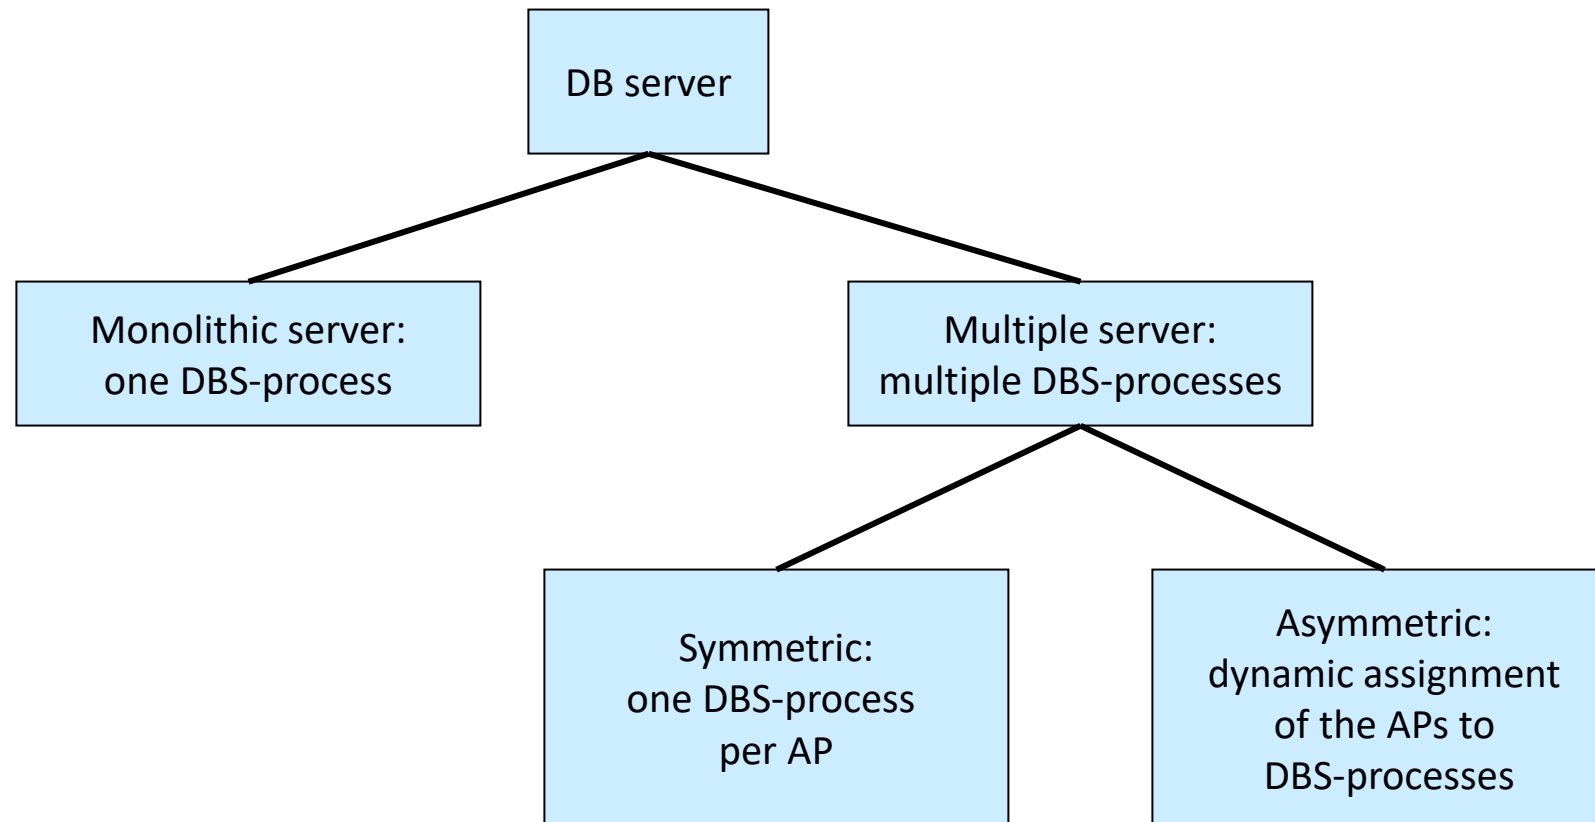 DB server
Monolithic server:
one DBS-process
Multiple server:
multiple DBS-processes
Symmetric:
one DBS-process
per AP
Asymmetric:
dynamic assignment
of the APs to
DBS-processes